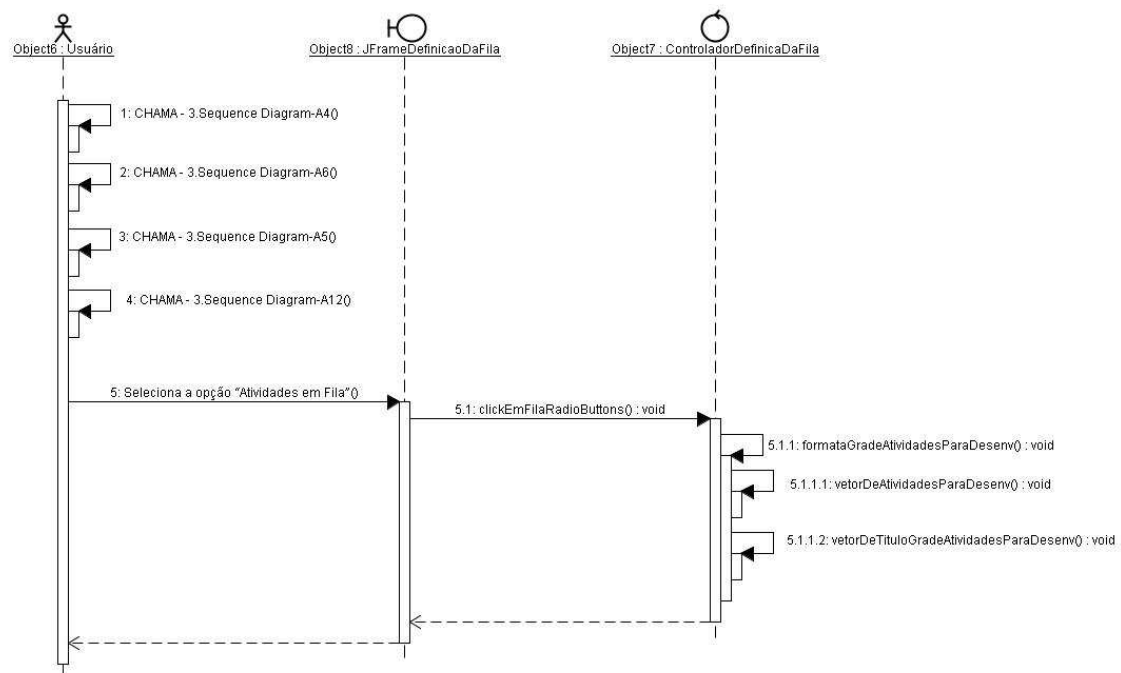 Object6 : Usuário
Object8 : JFrameDefinicaoDaFila
Object7 : ControladorDefinicaDaFila
1: CHAMA - 3.Sequence Diagram-A4()
2: CHAMA - 3.Sequence Diagram-A6()
3: CHAMA - 3.Sequence Diagram-A5()
4: CHAMA - 3.Sequence Diagram-A12()
5: Seleciona a opção “Atividades em Fila”()
5.1: clickEmFilaRadioButtons() : void
5.1.1: formataGradeAtividadesParaDesenv() : void
5.1.1.1: vetorDeAtividadesParaDesenv() : void
5.1.1.2: vetorDeTituloGradeAtividadesParaDesenv() : void